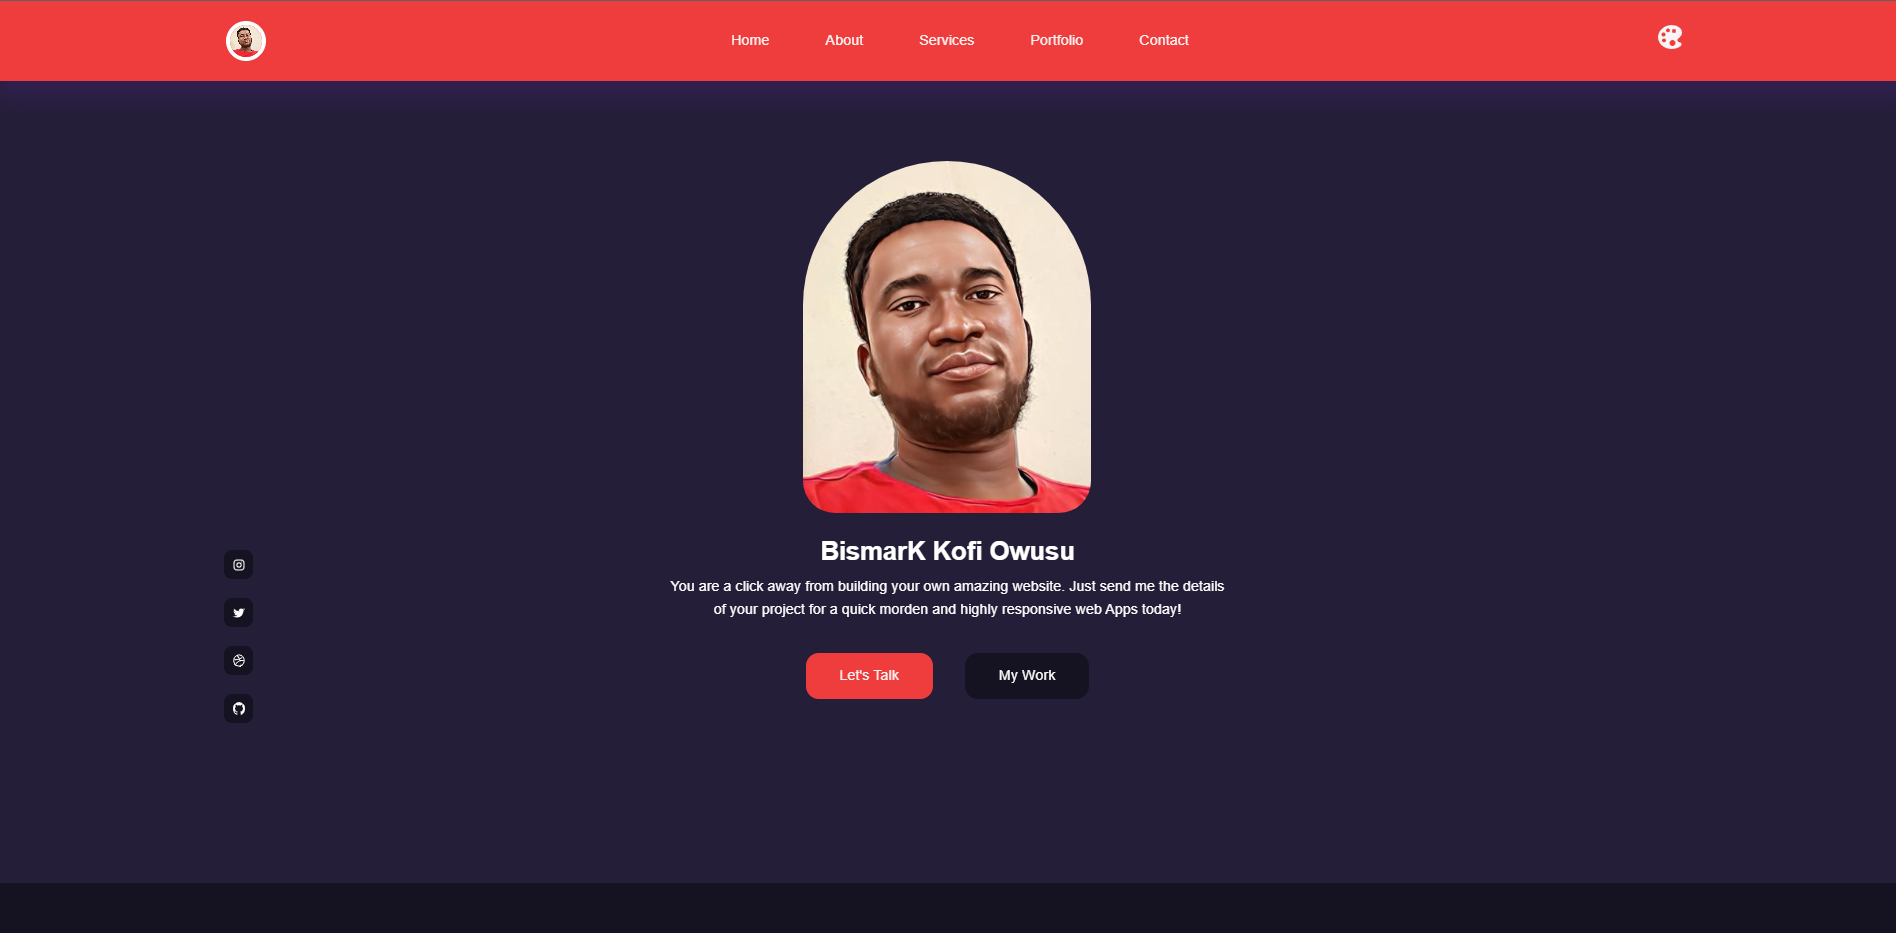 Home
About
Services
Portfolio
Contact
BismarK Kofi Owusu
You are a click away from building your own amazing website. Just send me the details
of your project for a quick morden and highly responsive web Apps today!
Let's Talk
My Work